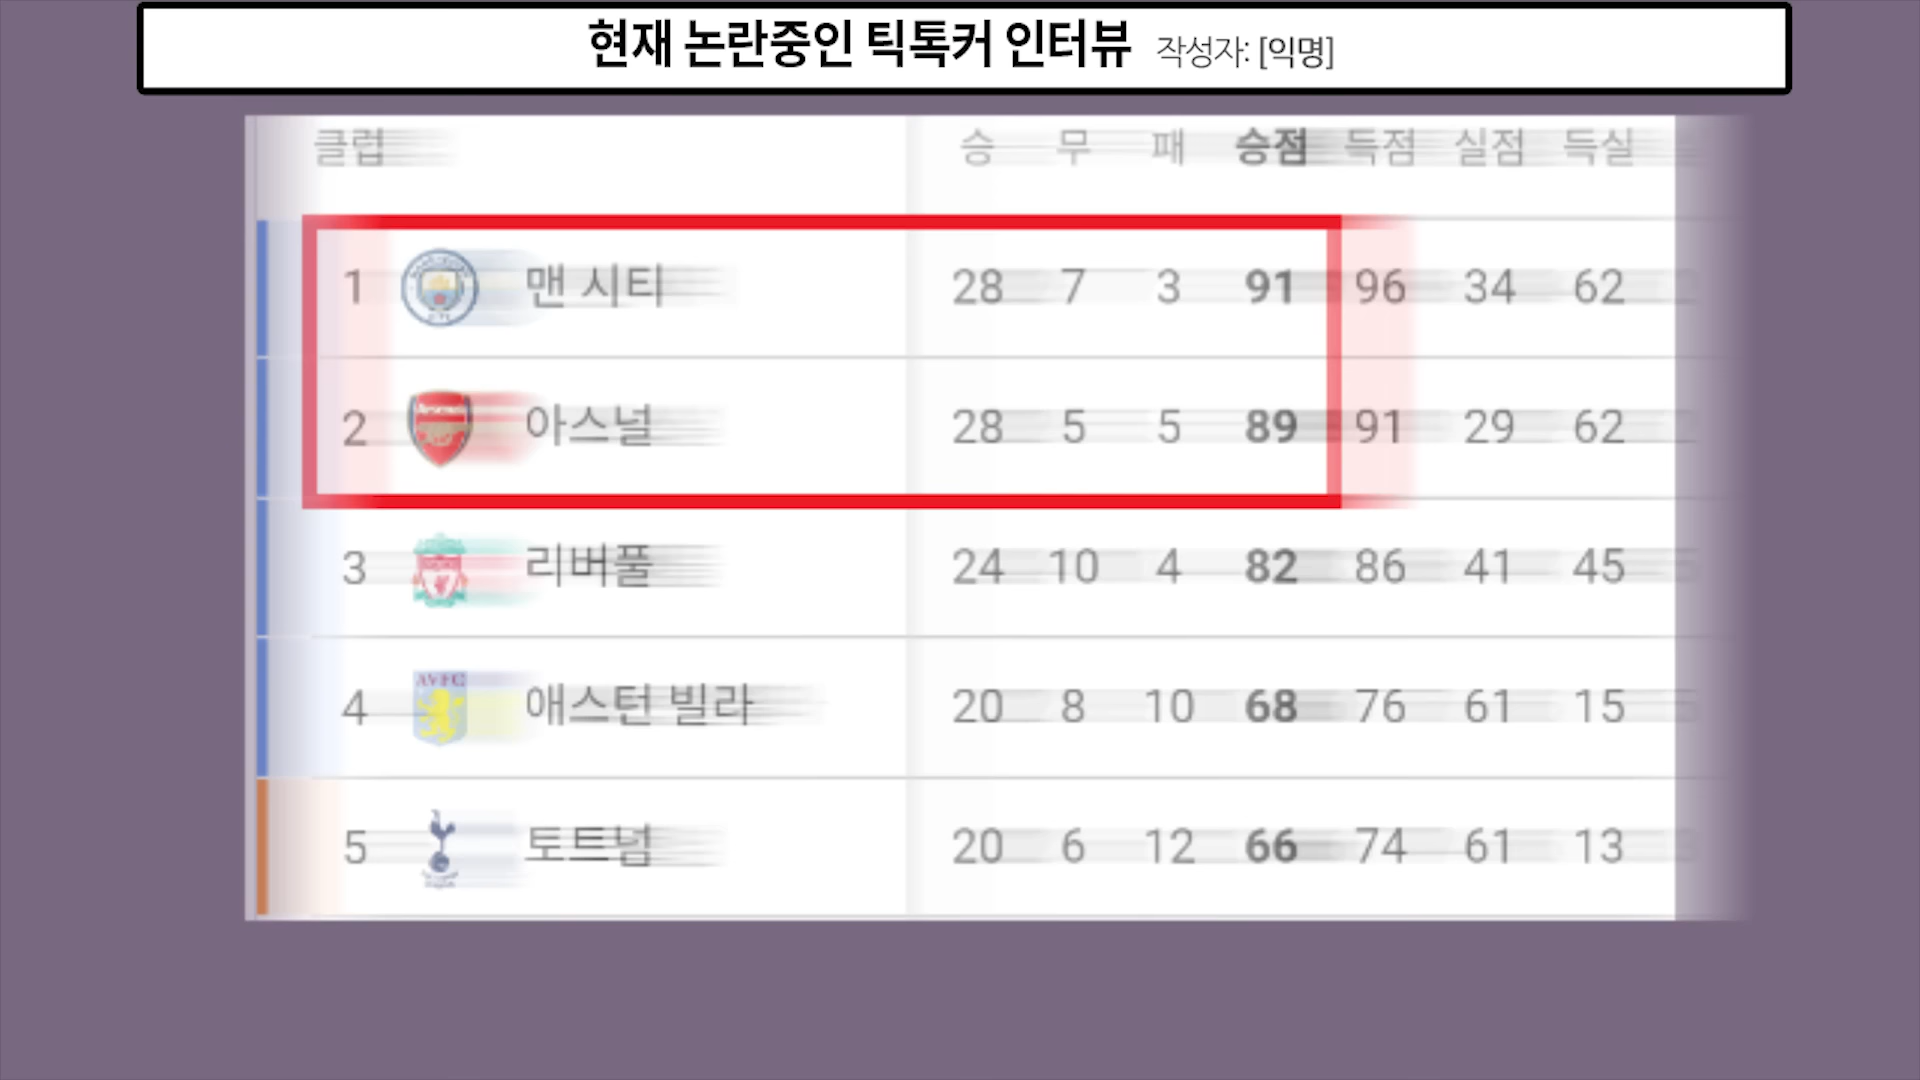 현재 논란중인 틱톡커 인터뷰 작성자: [익명]
클럽 승 무 패 승점 득점 실점 득실
1 맨 시티 28 7 3 91 96 34 62
2 Arsenal 아스널 28 5 5 89 91 29 62
3 리버풀 24 10 4 82 86 41 45
4 AVFC 애스턴 빌라 20 8 10 68 76 61 15
5 토트넘 20 6 12 66 74 61 13